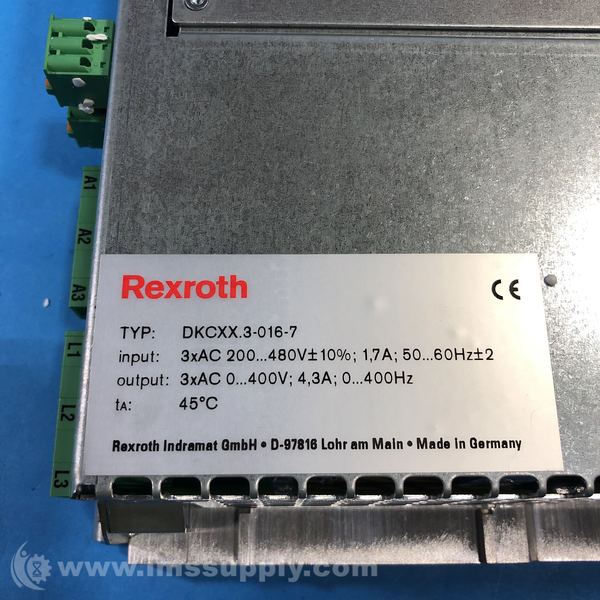 A1
A2
A3
L1
L2
L3
Rexroth
CE
TYP: DKCXX.3-016-7
input: 3xAC 200...480V±10%; 1,7A; 50...60Hz±2
output: 3xAC 0...400V; 4,3A; 0...400Hz
tA: 45°C
Rexroth Indramat GmbH • D-97816 Lohr am Main • Made in Germany
www.imssupply.com